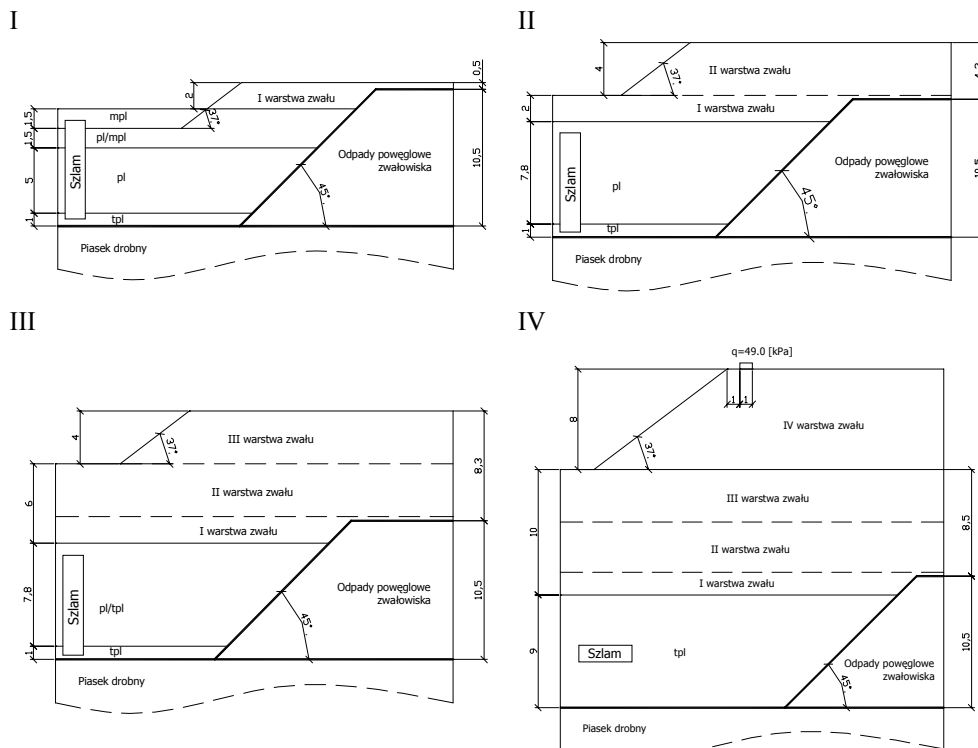 I
0,5
2
I warstwa zwału
37°
1,5
mpl
1,5
pl/mpl
Szlam
Odpady powęglowe
zwałowiska
10,5
5
pl
45°
1
tpl
Piasek drobny
II
4
II warstwa zwału
37°
2
I warstwa zwału
Szlam
Odpady powęglowe
zwałowiska
7,8
pl
45°
1
tpl
Piasek drobny
III
4
III warstwa zwału
37°
8,3
6
II warstwa zwału
I warstwa zwału
Szlam
7,8
pl/tpl
Odpady powęglowe
zwałowiska
10,5
45°
1
tpl
Piasek drobny
IV
q=49.0 [kPa]
1 1
8
IV warstwa zwału
37°
III warstwa zwału
10
8,5
II warstwa zwału
I warstwa zwału
9
Szlam
tpl
Odpady powęglowe
zwałowiska
10,5
45°
Piasek drobny